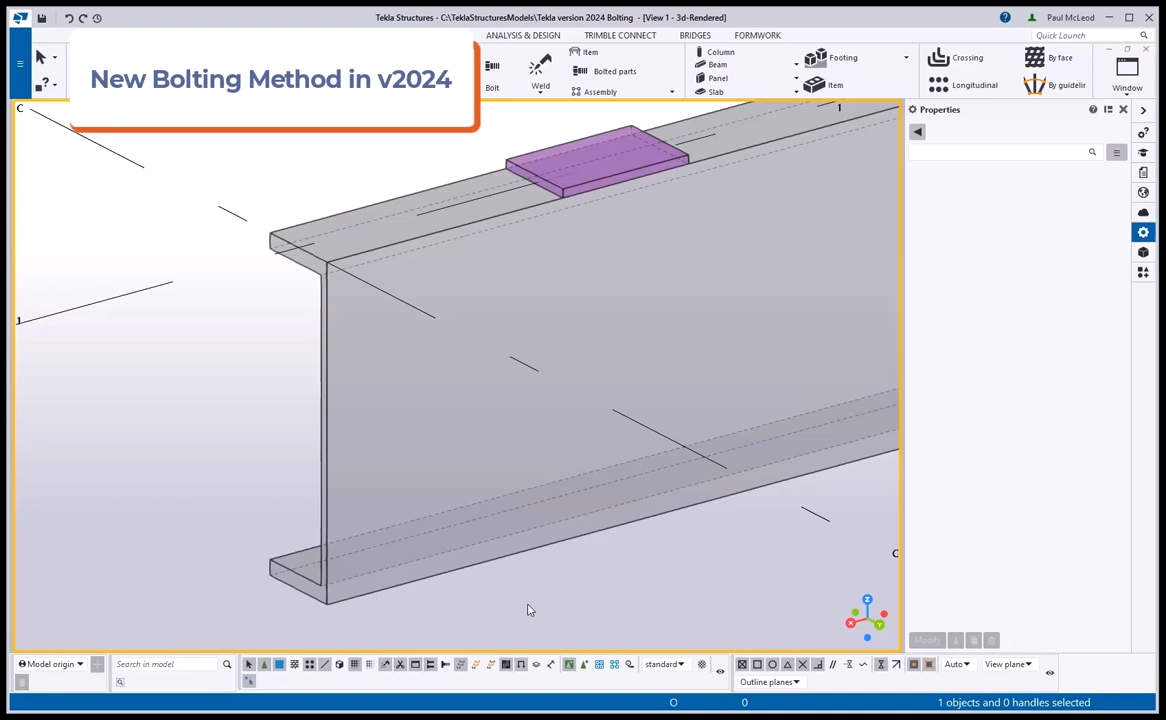 Tekla Structures - C:\TeklaStructuresModels\Tekla version 2024 Bolting - [View 1 - 3d-Rendered]
Paul McLeod
New Bolting Method in v2024
ANALYSIS & DESIGN
TRIMBLE CONNECT
BRIDGES
FORMWORK
Quick Launch
Bolt
Weld
Item
Bolted parts
Assembly
Column
Beam
Panel
Slab
Footing
Item
Crossing
Longitudinal
By face
By guidelin
Window
Properties
C
1
1
C
Z
X
Y
Modify
Model origin
Search in model
standard
Auto
View plane
Outline planes
O
0
1 objects and 0 handles selected